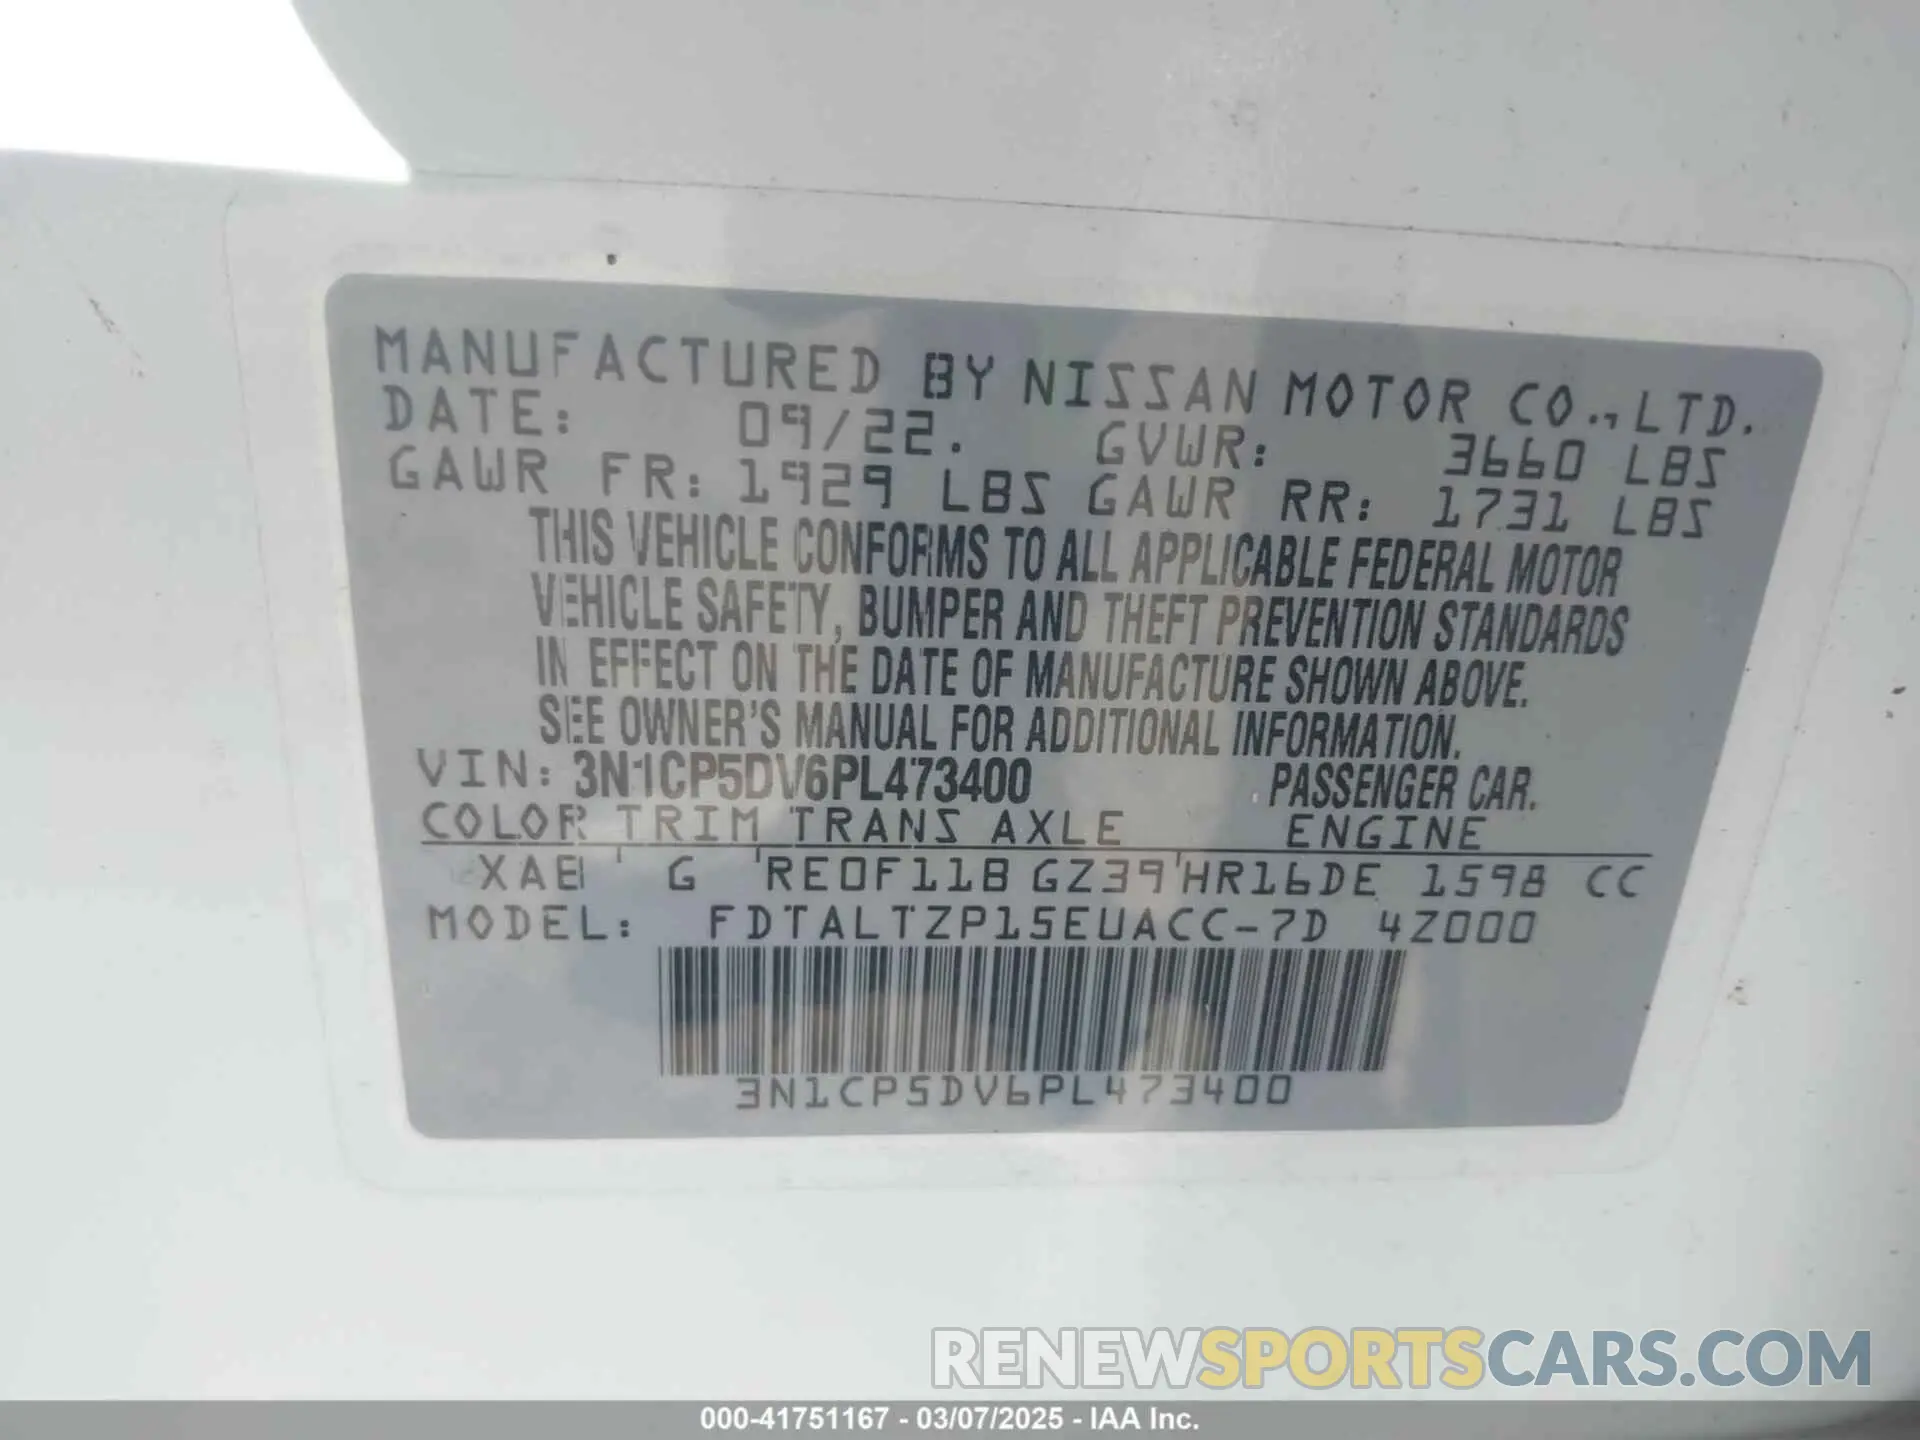 MANUFACTURED BY NISSAN MOTOR CO.,LTD.
DATE: 09/22. GVWR: 3660 LBS
GAWR FR: 1929 LBS GAWR RR: 1731 LBS
THIS VEHICLE CONFORMS TO ALL APPLICABLE FEDERAL MOTOR
VEHICLE SAFETY, BUMPER AND THEFT PREVENTION STANDARDS
IN EFFECT ON THE DATE OF MANUFACTURE SHOWN ABOVE.
SEE OWNER'S MANUAL FOR ADDITIONAL INFORMATION.
VIN: 3N1CP5DV6PL473400 PASSENGER CAR.
COLOR TRIM TRANS AXLE ENGINE
G RE0F11B GZ39 HR16DE 1598 CC
MODEL: FDTALTZP15EUACC-7D 4Z000
3N1CP5DV6PL473400
RENEWSPORTSCARS.COM
000-41751167 - 03/07/2025 - IAA Inc.